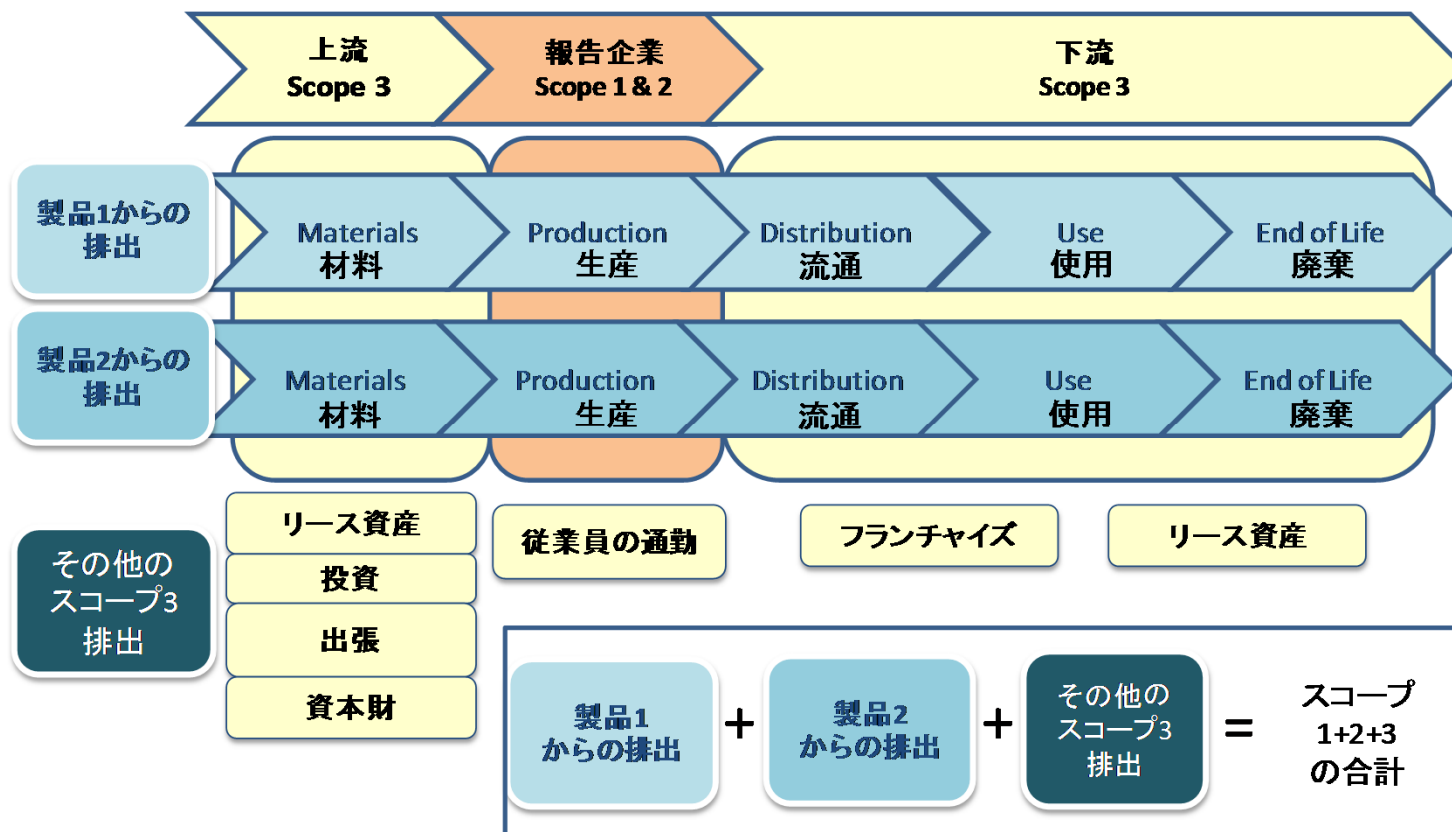 上流
Scope 3
報告企業
Scope 1 & 2
下流
Scope 3
製品1からの
排出
Materials
材料
Production
生産
Distribution
流通
Use
使用
End of Life
廃棄
製品2からの
排出
Materials
材料
Production
生産
Distribution
流通
Use
使用
End of Life
廃棄
その他の
スコープ3
排出
リース資産
投資
出張
資本財
従業員の通勤
フランチャイズ
リース資産
製品1
からの排出
+
製品2
からの排出
+
その他の
スコープ3
排出
=
スコープ
1+2+3
の合計